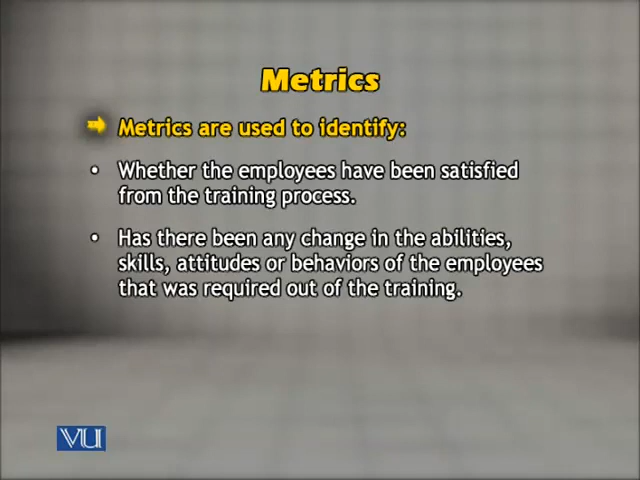 Metrics
Metrics are used to identify:
• Whether the employees have been satisfied
from the training process.
• Has there been any change in the abilities,
skills, attitudes or behaviors of the employees
that was required out of the training.
VU